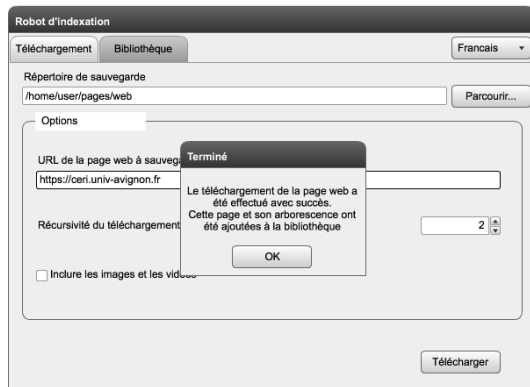 Robot d'indexation
Téléchargement
Bibliothèque
Francais
Répertoire de sauvegarde
/home/user/pages/web
Parcourir...
Options
URL de la page web à sauvega
https://ceri.univ-avignon.fr
Terminé
Le téléchargement de la page web a
été effectué avec succès.
Cette page et son arborescence ont
été ajoutées à la bibliothèque
OK
Récursivité du téléchargement
2
Inclure les images et les vidéos
Télécharger